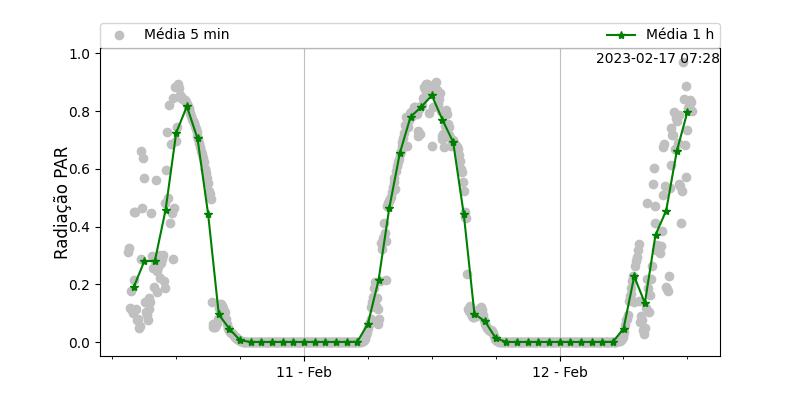 Média 5 min
Média 1 h
2023-02-17 07:28
Radiação PAR
1.0
0.8
0.6
0.4
0.2
0.0
11 - Feb
12 - Feb